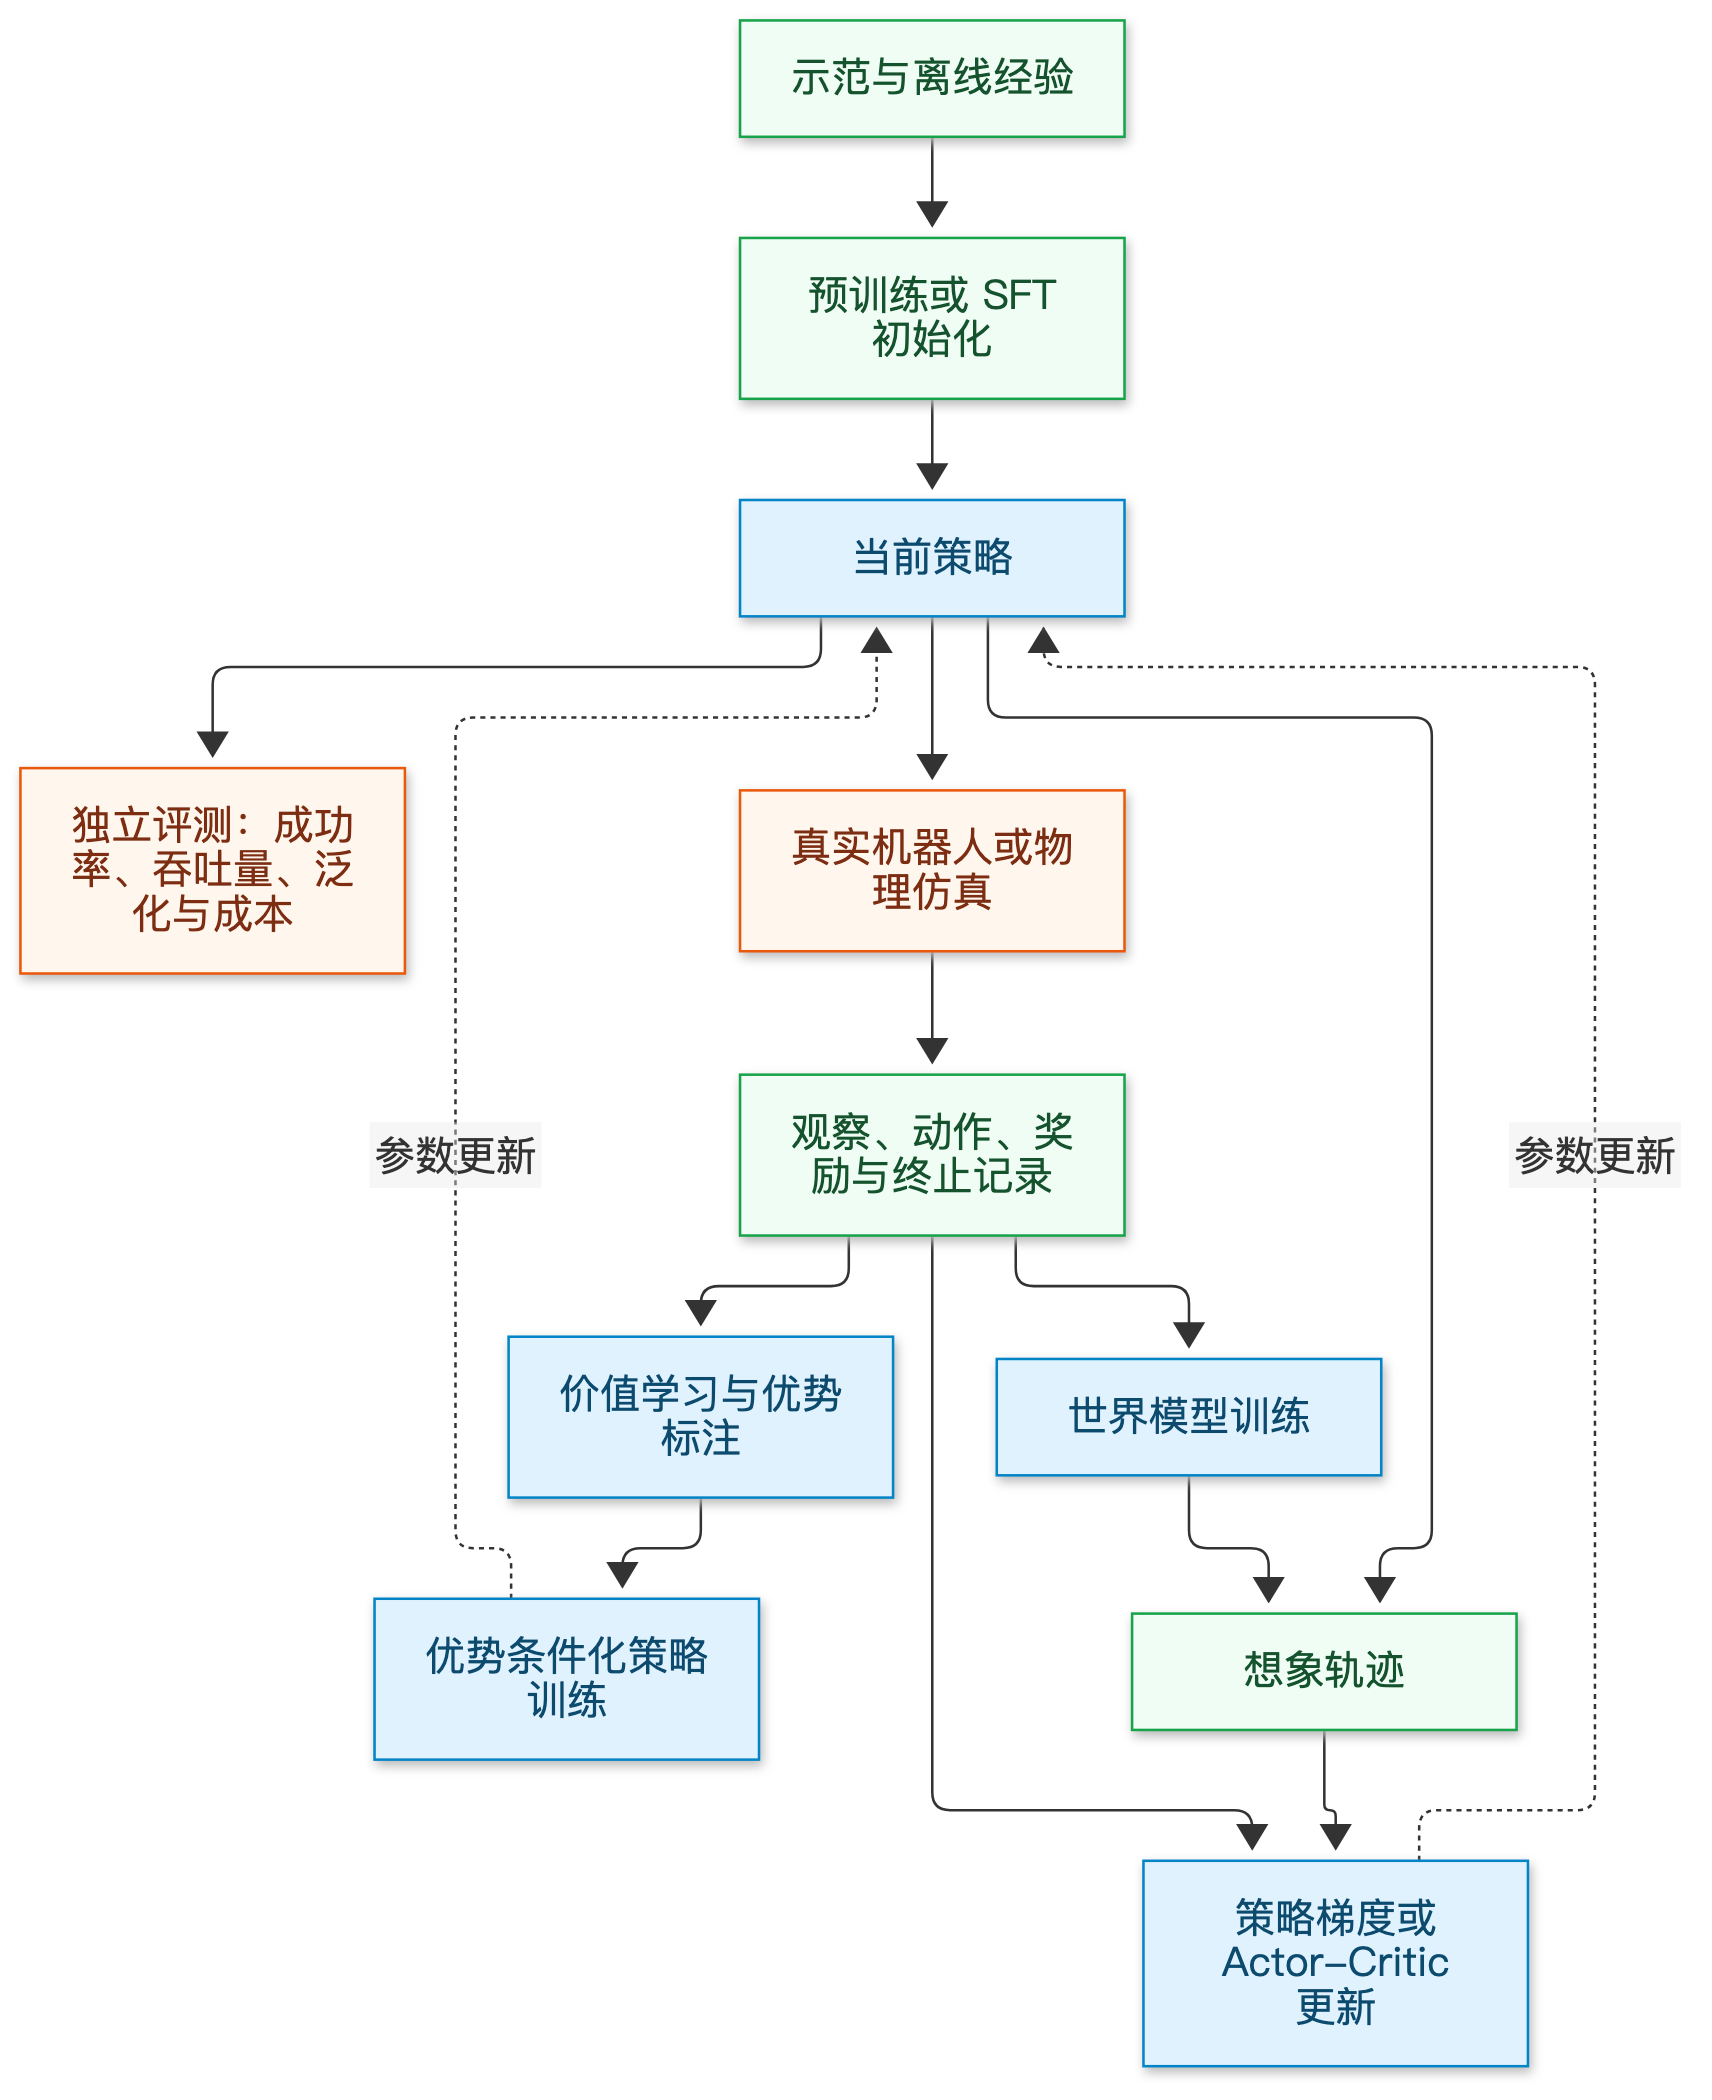 示范与离线经验
预训练或 SFT
初始化
当前策略
独立评测：成功
率、吞吐量、泛
化与成本
真实机器人或物
理仿真
观察、动作、奖
励与终止记录
参数更新
参数更新
价值学习与优势
标注
世界模型训练
优势条件化策略
训练
想象轨迹
策略梯度或
Actor-Critic
更新